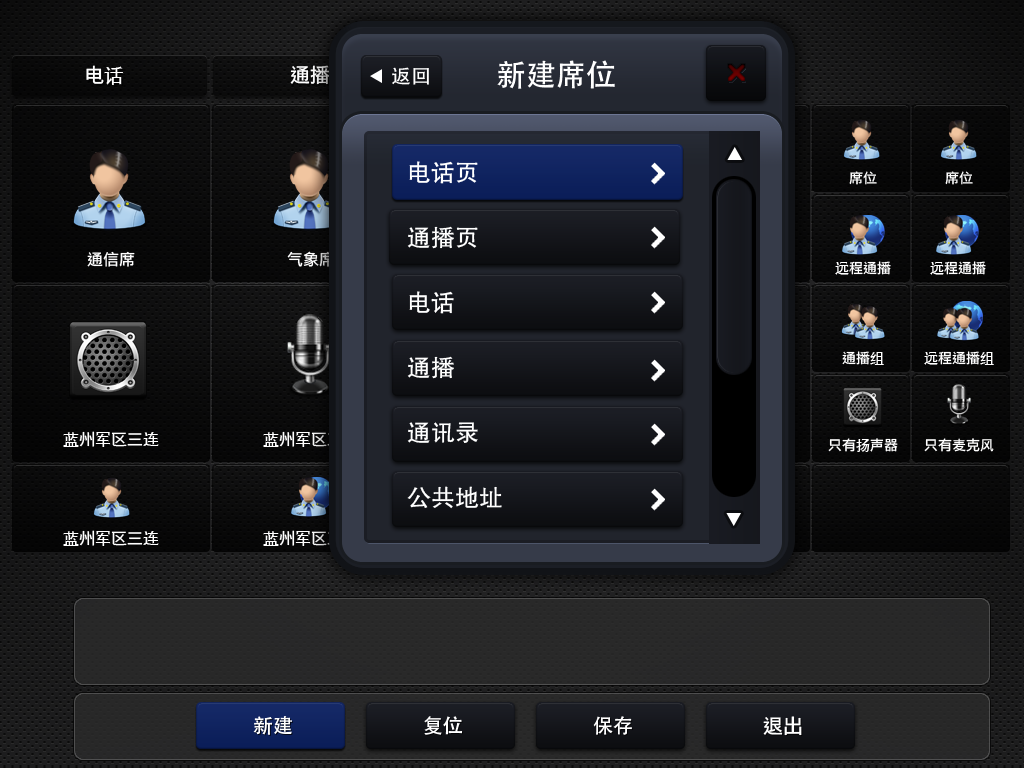 电话
通播
返回
新建席位
电话页
通播页
电话
通播
通讯录
公共地址
通信席
气象席
蓝州军区三连
蓝州军区
蓝州军区三连
蓝州军区
席位
席位
远程通播
远程通播
通播组
远程通播组
只有扬声器
只有麦克风
新建
复位
保存
退出